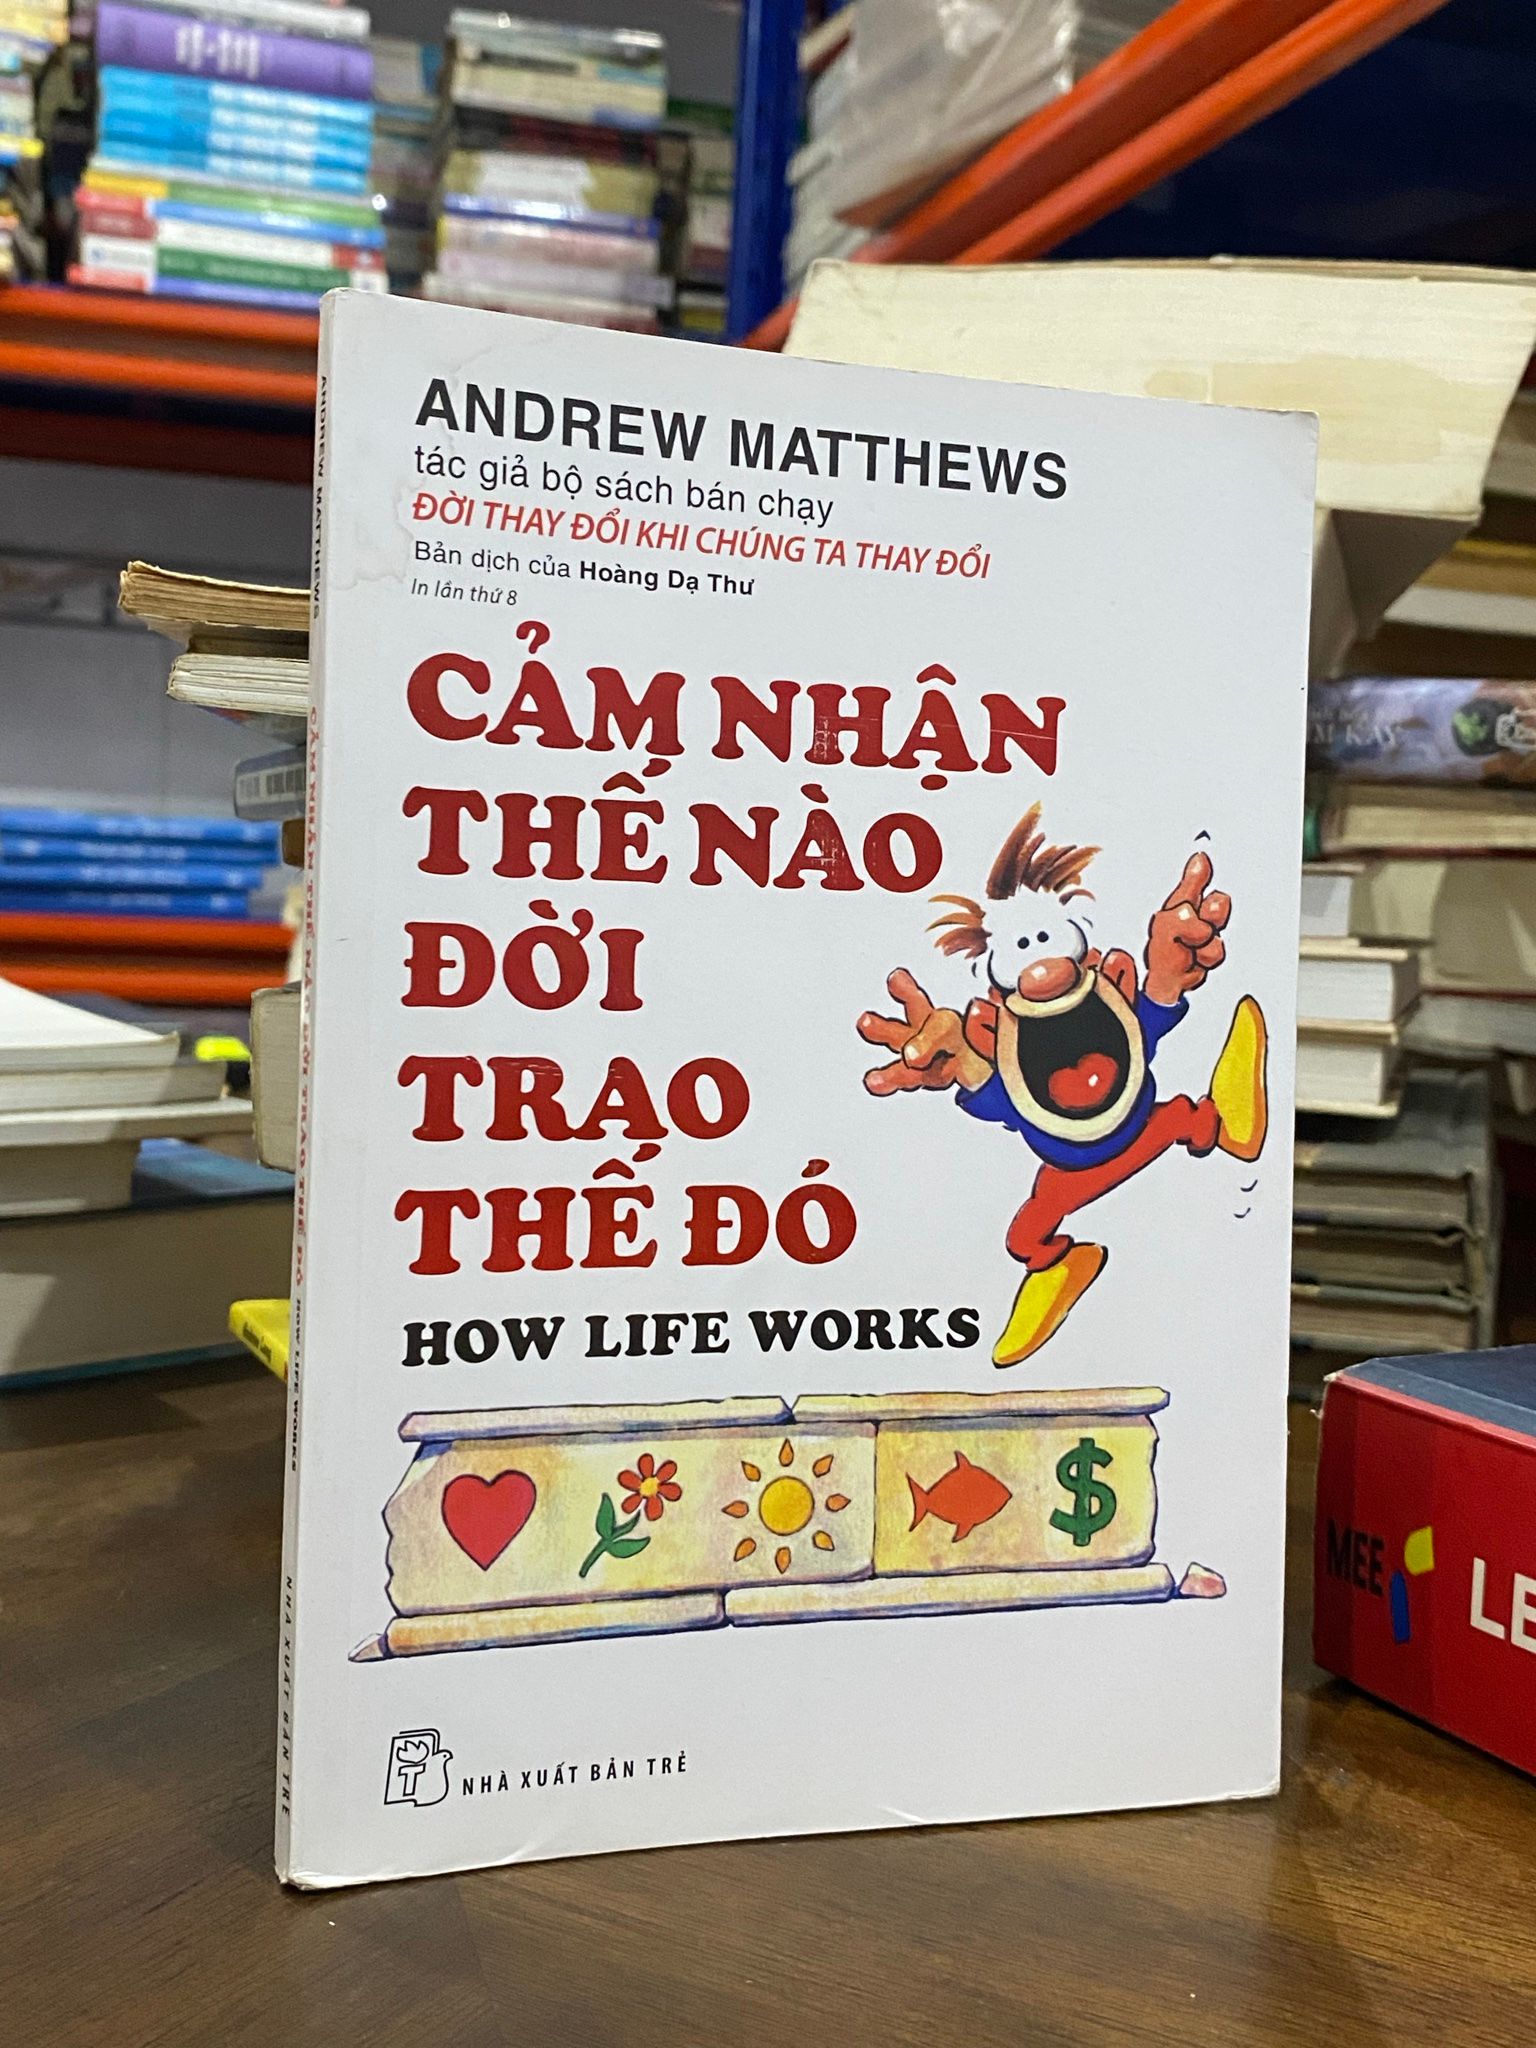 ANDREW MATTHEWS
tác giả bộ sách bán chạy
ĐỜI THAY ĐỔI KHI CHÚNG TA THAY ĐỔI
Bản dịch của Hoàng Dạ Thư
In lần thứ 8
CẢM NHẬN
THẾ NÀO
ĐỜI
TRAO
THẾ ĐÓ
HOW LIFE WORKS
$
T
NHÀ XUẤT BẢN TRẺ
ANDREW MATTHEWS CẢM NHẬN THẾ NÀO ĐỜI TRAO THẾ ĐÓ HOW LIFE WORKS NHÀ XUẤT BẢN TRẺ
MEE
LE